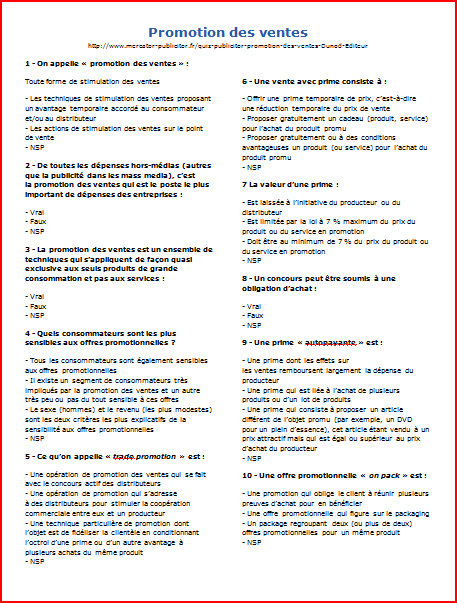 Promotion des ventes
http://www.mercator-publicitor.fr/quiz-publicitor-promotion-des-ventes-Dunod-Editeur
1 - On appelle « promotion des ventes » :
Toute forme de stimulation des ventes
- Les techniques de stimulation des ventes proposant
un avantage temporaire accordé au consommateur
et/ou au distributeur
- Les actions de stimulation des ventes sur le point
de vente
- NSP
2 - De toutes les dépenses hors-médias (autres
que la publicité dans les mass media), c'est
la promotion des ventes qui est le poste le plus
important de dépenses des entreprises :
- Vrai
- Faux
- NSP
3 - La promotion des ventes est un ensemble de
techniques qui s'appliquent de façon quasi
exclusive aux seuls produits de grande
consommation et pas aux services :
- Vrai
- Faux
- NSP
4 - Quels consommateurs sont les plus
sensibles aux offres promotionnelles ?
- Tous les consommateurs sont également sensibles
aux offres promotionnelles
- Il existe un segment de consommateurs très
impliqués par la promotion des ventes et un autre
très peu ou pas du tout sensible à ces offres
- Le sexe (hommes) et le revenu (les plus modestes)
sont les deux critères les plus explicatifs de la
sensibilité aux offres promotionnelles
- NSP
5 - Ce qu'on appelle « trade promotion » est :
- Une opération de promotion des ventes qui se fait
avec le concours actif des distributeurs
- Une opération de promotion qui s'adresse
à des distributeurs pour stimuler la coopération
commerciale entre eux et un producteur
- Une technique particulière de promotion dont
l'objet est de fidéliser la clientèle en conditionnant
l'octroi d'une prime ou d'un autre avantage à
plusieurs achats du même produit
- NSP
6 - Une vente avec prime consiste à :
- Offrir une prime temporaire de prix, c'est-à-dire
une réduction temporaire du prix de vente
- Proposer gratuitement un cadeau (produit, service)
pour l'achat du produit promu
- Proposer gratuitement ou à des conditions
avantageuses un produit (ou service) pour l'achat du
produit promu
- NSP
7 La valeur d'une prime :
- Est laissée à l'initiative du producteur ou du
distributeur
- Est limitée par la loi à 7 % maximum du prix du
produit ou du service en promotion
- Doit être au minimum de 7 % du prix du produit ou
du service en promotion
- NSP
8 - Un concours peut être soumis à une
obligation d'achat :
- Vrai
- Faux
- NSP
9 - Une prime « autopayante » est :
- Une prime dont les effets sur
les ventes remboursent largement la dépense du
producteur
- Une prime qui est liée à l'achat de plusieurs
produits ou d'un lot de produits
- Une prime qui consiste à proposer un article
différent de l'objet promu (par exemple, un DVD
pour un plein d'essence), cet article étant vendu à un
prix attractif mais qui est égal ou supérieur au prix
d'achat du producteur
- NSP
10 - Une offre promotionnelle « on pack » est :
- Une promotion qui oblige le client à réunir plusieurs
preuves d'achat pour en bénéficier
- Une offre promotionnelle qui figure sur le packaging
- Un package regroupant deux (ou plus de deux)
offres promotionnelles pour un même produit
- NSP